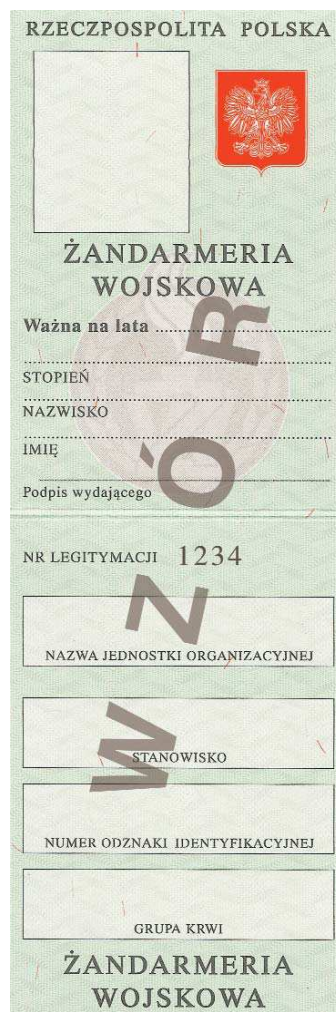 RZECZPOSPOLITA POLSKA
ŻANDARMERIA
WOJSKOWA
Ważna na lata
STOPIEŃ
NAZWISKO
IMIĘ
Podpis wydającego
NR LEGITYMACJI 1234
NAZWA JEDNOSTKI ORGANIZACYJNEJ
STANOWISKO
NUMER ODZNAKI IDENTYFIKACYJNEJ
GRUPA KRWI
ŻANDARMERIA
WOJSKOWA
WZÓR